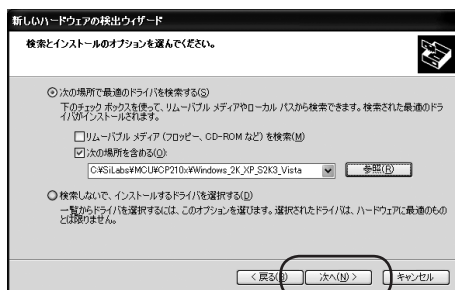 新しいハードウェアの検出ウィザード
検索とインストールのオプションを選んでください。
次の場所で最適のドライバを検索する(S)
下のチェック ボックスを使って、リムーバブル メディアやローカル パスから検索できます。検索された最適のドラ
イバがインストールされます。
リムーバブル メディア (フロッピー、CD-ROM など) を検索(M)
次の場所を含める(O):
C:¥SiLabs¥MCU¥CP210x¥Windows_2K_XP_S2K3_Vista 参照(R)
検索しないで、インストールするドライバを選択する(D)
一覧からドライバを選択するには、このオプションを選びます。選択されたドライバは、ハードウェアに最適のもの
とは限りません。
< 戻る(B) 次へ(N) > キャンセル